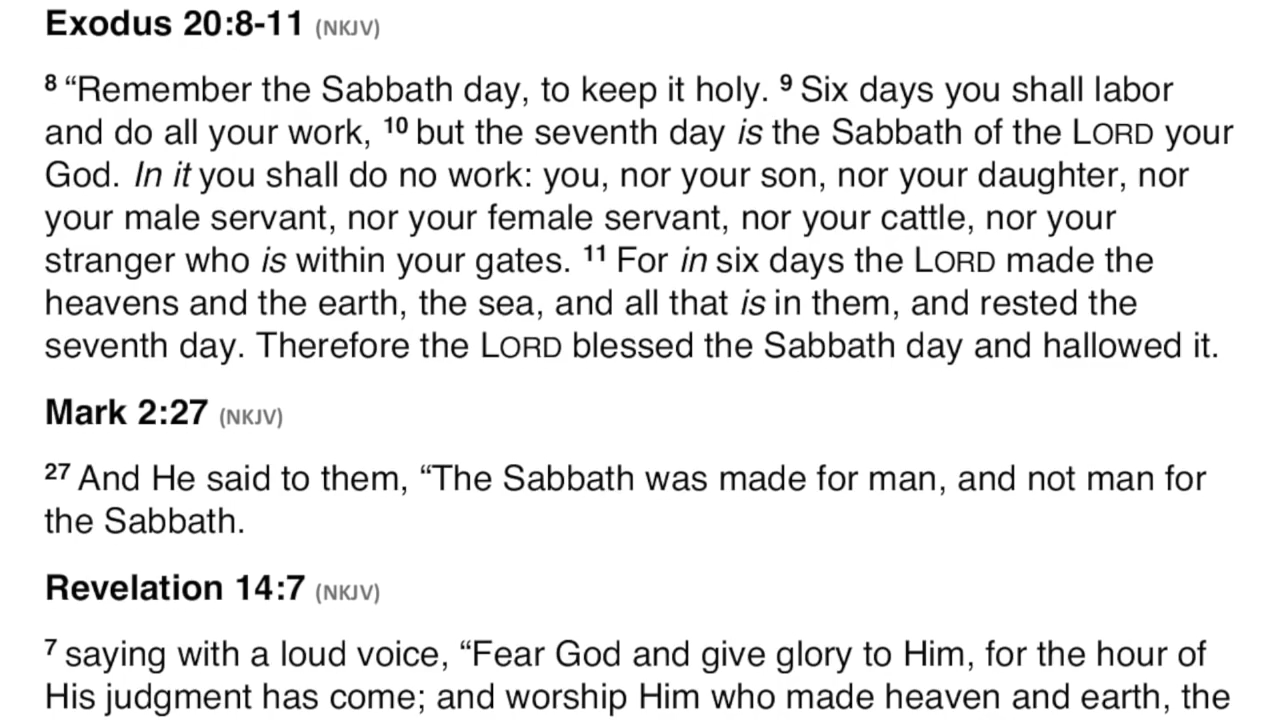 Exodus 20:8-11 (NKJV)
8 “Remember the Sabbath day, to keep it holy. 9 Six days you shall labor
and do all your work, 10 but the seventh day is the Sabbath of the LORD your
God. In it you shall do no work: you, nor your son, nor your daughter, nor
your male servant, nor your female servant, nor your cattle, nor your
stranger who is within your gates. 11 For in six days the LORD made the
heavens and the earth, the sea, and all that is in them, and rested the
seventh day. Therefore the LORD blessed the Sabbath day and hallowed it.
Mark 2:27 (NKJV)
27 And He said to them, “The Sabbath was made for man, and not man for
the Sabbath.
Revelation 14:7 (NKJV)
7 saying with a loud voice, “Fear God and give glory to Him, for the hour of
His judgment has come; and worship Him who made heaven and earth, the